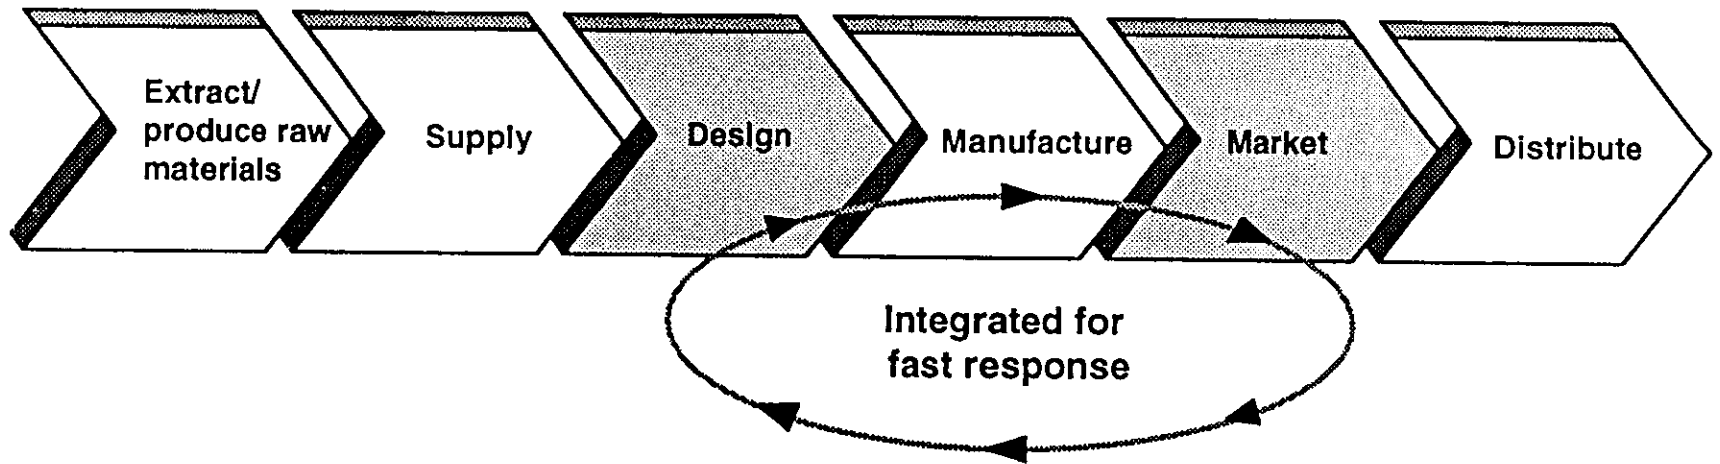 Extract/
produce raw
materials
Supply
Design
Manufacture
Market
Distribute
Integrated for
fast response